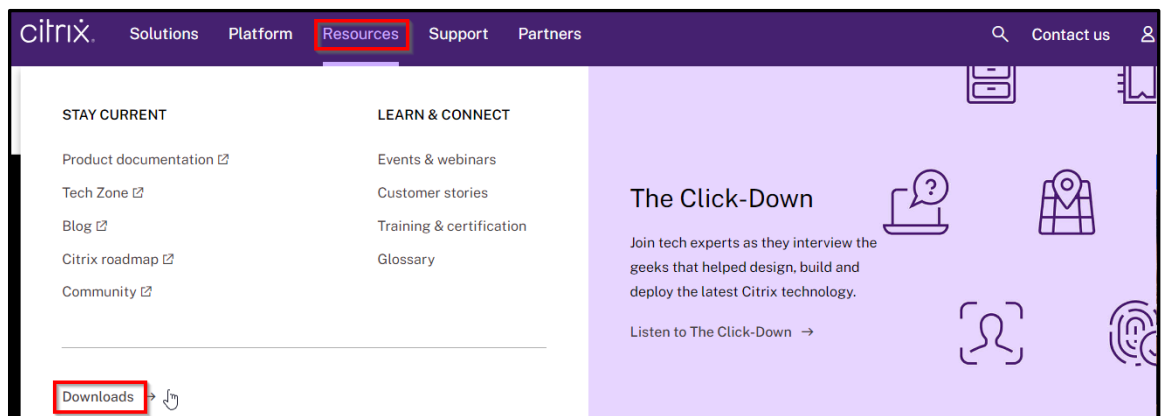 citrix. Solutions Platform Resources Support Partners Contact us
STAY CURRENT
Product documentation
Tech Zone
Blog
Citrix roadmap
Community
LEARN & CONNECT
Events & webinars
Customer stories
Training & certification
Glossary
Downloads
The Click-Down
Join tech experts as they interview the
geeks that helped design, build and
deploy the latest Citrix technology.
Listen to The Click-Down →